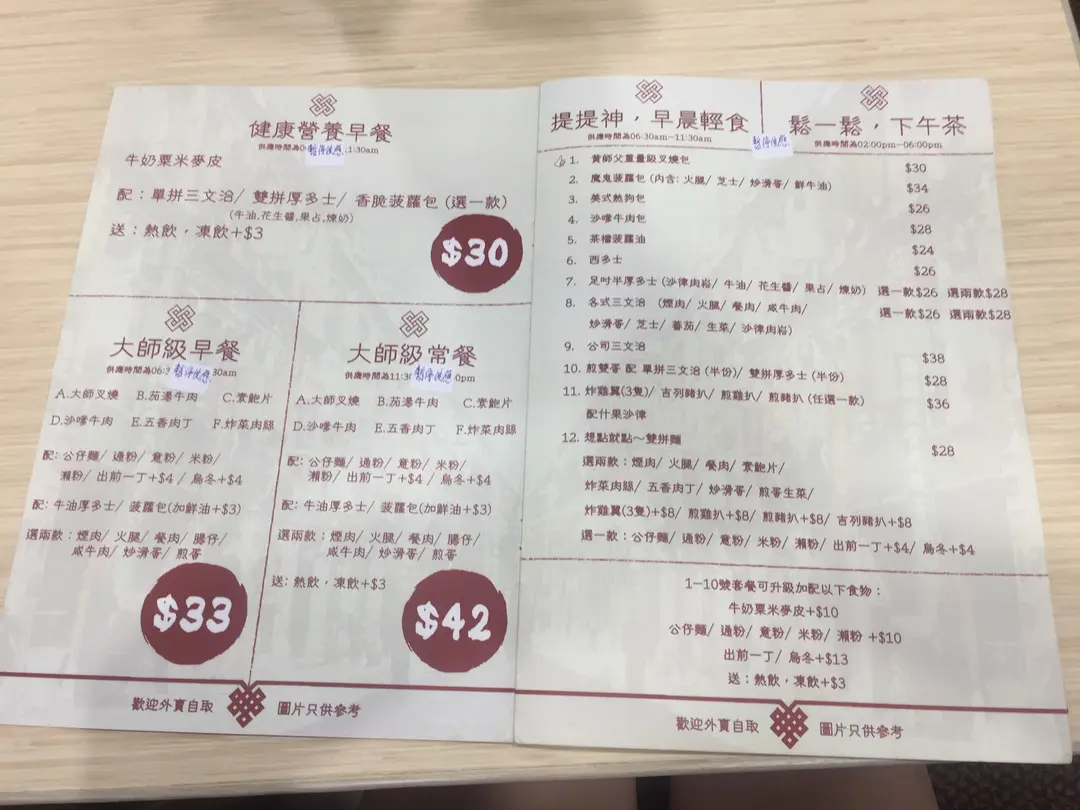 健康營養早餐
供應時間為0 暫停供應 1:30am
牛奶粟米麥皮
配：單拼三文治/ 雙拼厚多士/ 香脆菠蘿包 (選一款)
(牛油,花生醬,果占,煉奶)
送：熱飲，凍飲+$3
$30
大師級早餐
供應時間為06:3 暫停供應 30am
A.大師叉燒 B.茄湯牛肉 C.素鮑片
D.沙嗲牛肉 E.五香肉丁 F.炸菜肉絲
配: 公仔麵/ 通粉/ 意粉/ 米粉/
瀨粉/ 出前一丁+$4 / 烏冬+$4
配: 牛油厚多士/ 菠蘿包(加鮮油+$3)
選兩款：煙肉/ 火腿/ 餐肉/ 腸仔/
咸牛肉/ 炒滑蛋/ 煎蛋
$33
大師級常餐
供應時間為11:3 暫停供應 0pm
A.大師叉燒 B.茄湯牛肉 C.素鮑片
D.沙嗲牛肉 E.五香肉丁 F.炸菜肉絲
配: 公仔麵/ 通粉/ 意粉/ 米粉/
瀨粉/ 出前一丁+$4 / 烏冬+$4
配: 牛油厚多士/ 菠蘿包(加鮮油+$3)
選兩款：煙肉/ 火腿/ 餐肉/ 腸仔/
咸牛肉/ 炒滑蛋/ 煎蛋
送: 熱飲，凍飲+$3
$42
歡迎外賣自取 圖片只供參考
提提神，早晨輕食
供應時間為06:30am~11:30am
暫停供應
鬆一鬆，下午茶
供應時間為02:00pm~06:00pm
1. 黃師父重量級叉燒包 $30
2. 魔鬼菠蘿包 (內含: 火腿/ 芝士/ 炒滑蛋/ 鮮牛油) $34
3. 美式熱狗包 $26
4. 沙嗲牛肉包 $28
5. 茶檔菠蘿油 $24
6. 西多士 $26
7. 足吋半厚多士 (沙律肉崧/ 牛油/ 花生醬/ 果占/ 煉奶) 選一款$26 選兩款$28
8. 各式三文治 (煙肉/ 火腿/ 餐肉/ 咸牛肉/ 選一款$26 選兩款$28
炒滑蛋/ 芝士/ 蕃茄/ 生菜/ 沙律肉崧)
9. 公司三文治 $38
10. 煎雙蛋 配 單拼三文治 (半份)/ 雙拼厚多士 (半份) $28
11. 炸雞翼(3隻)/ 吉列豬扒/ 煎雞扒/ 煎豬扒 (任選一款) $36
配什果沙律
12. 想點就點～雙拼麵 $28
選兩款：煙肉/ 火腿/ 餐肉/ 素鮑片/
炸菜肉絲/ 五香肉丁/ 炒滑蛋/ 煎蛋生菜/
炸雞翼(3隻)+$8/ 煎雞扒+$8/ 煎豬扒+$8/ 吉列豬扒+$8
選一款：公仔麵/ 通粉/ 意粉/ 米粉/ 瀨粉/ 出前一丁+$4/ 烏冬+$4
1—10號套餐可升級加配以下食物：
牛奶粟米麥皮+$10
公仔麵/ 通粉/ 意粉/ 米粉/ 瀨粉 +$10
出前一丁/ 烏冬+$13
送：熱飲，凍飲+$3
歡迎外賣自取 圖片只供參考